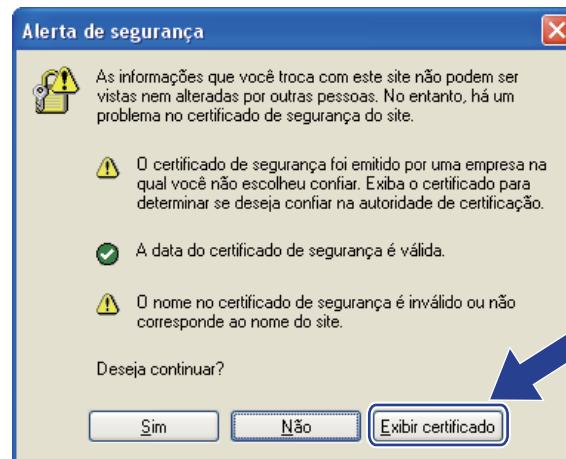 Alerta de segurança
As informações que você troca com este site não podem ser
vistas nem alteradas por outras pessoas. No entanto, há um
problema no certificado de segurança do site.
O certificado de segurança foi emitido por uma empresa na
qual você não escolheu confiar. Exiba o certificado para
determinar se deseja confiar na autoridade de certificação.
A data do certificado de segurança é válida.
O nome no certificado de segurança é inválido ou não
corresponde ao nome do site.
Deseja continuar?
Sim Não Exibir certificado